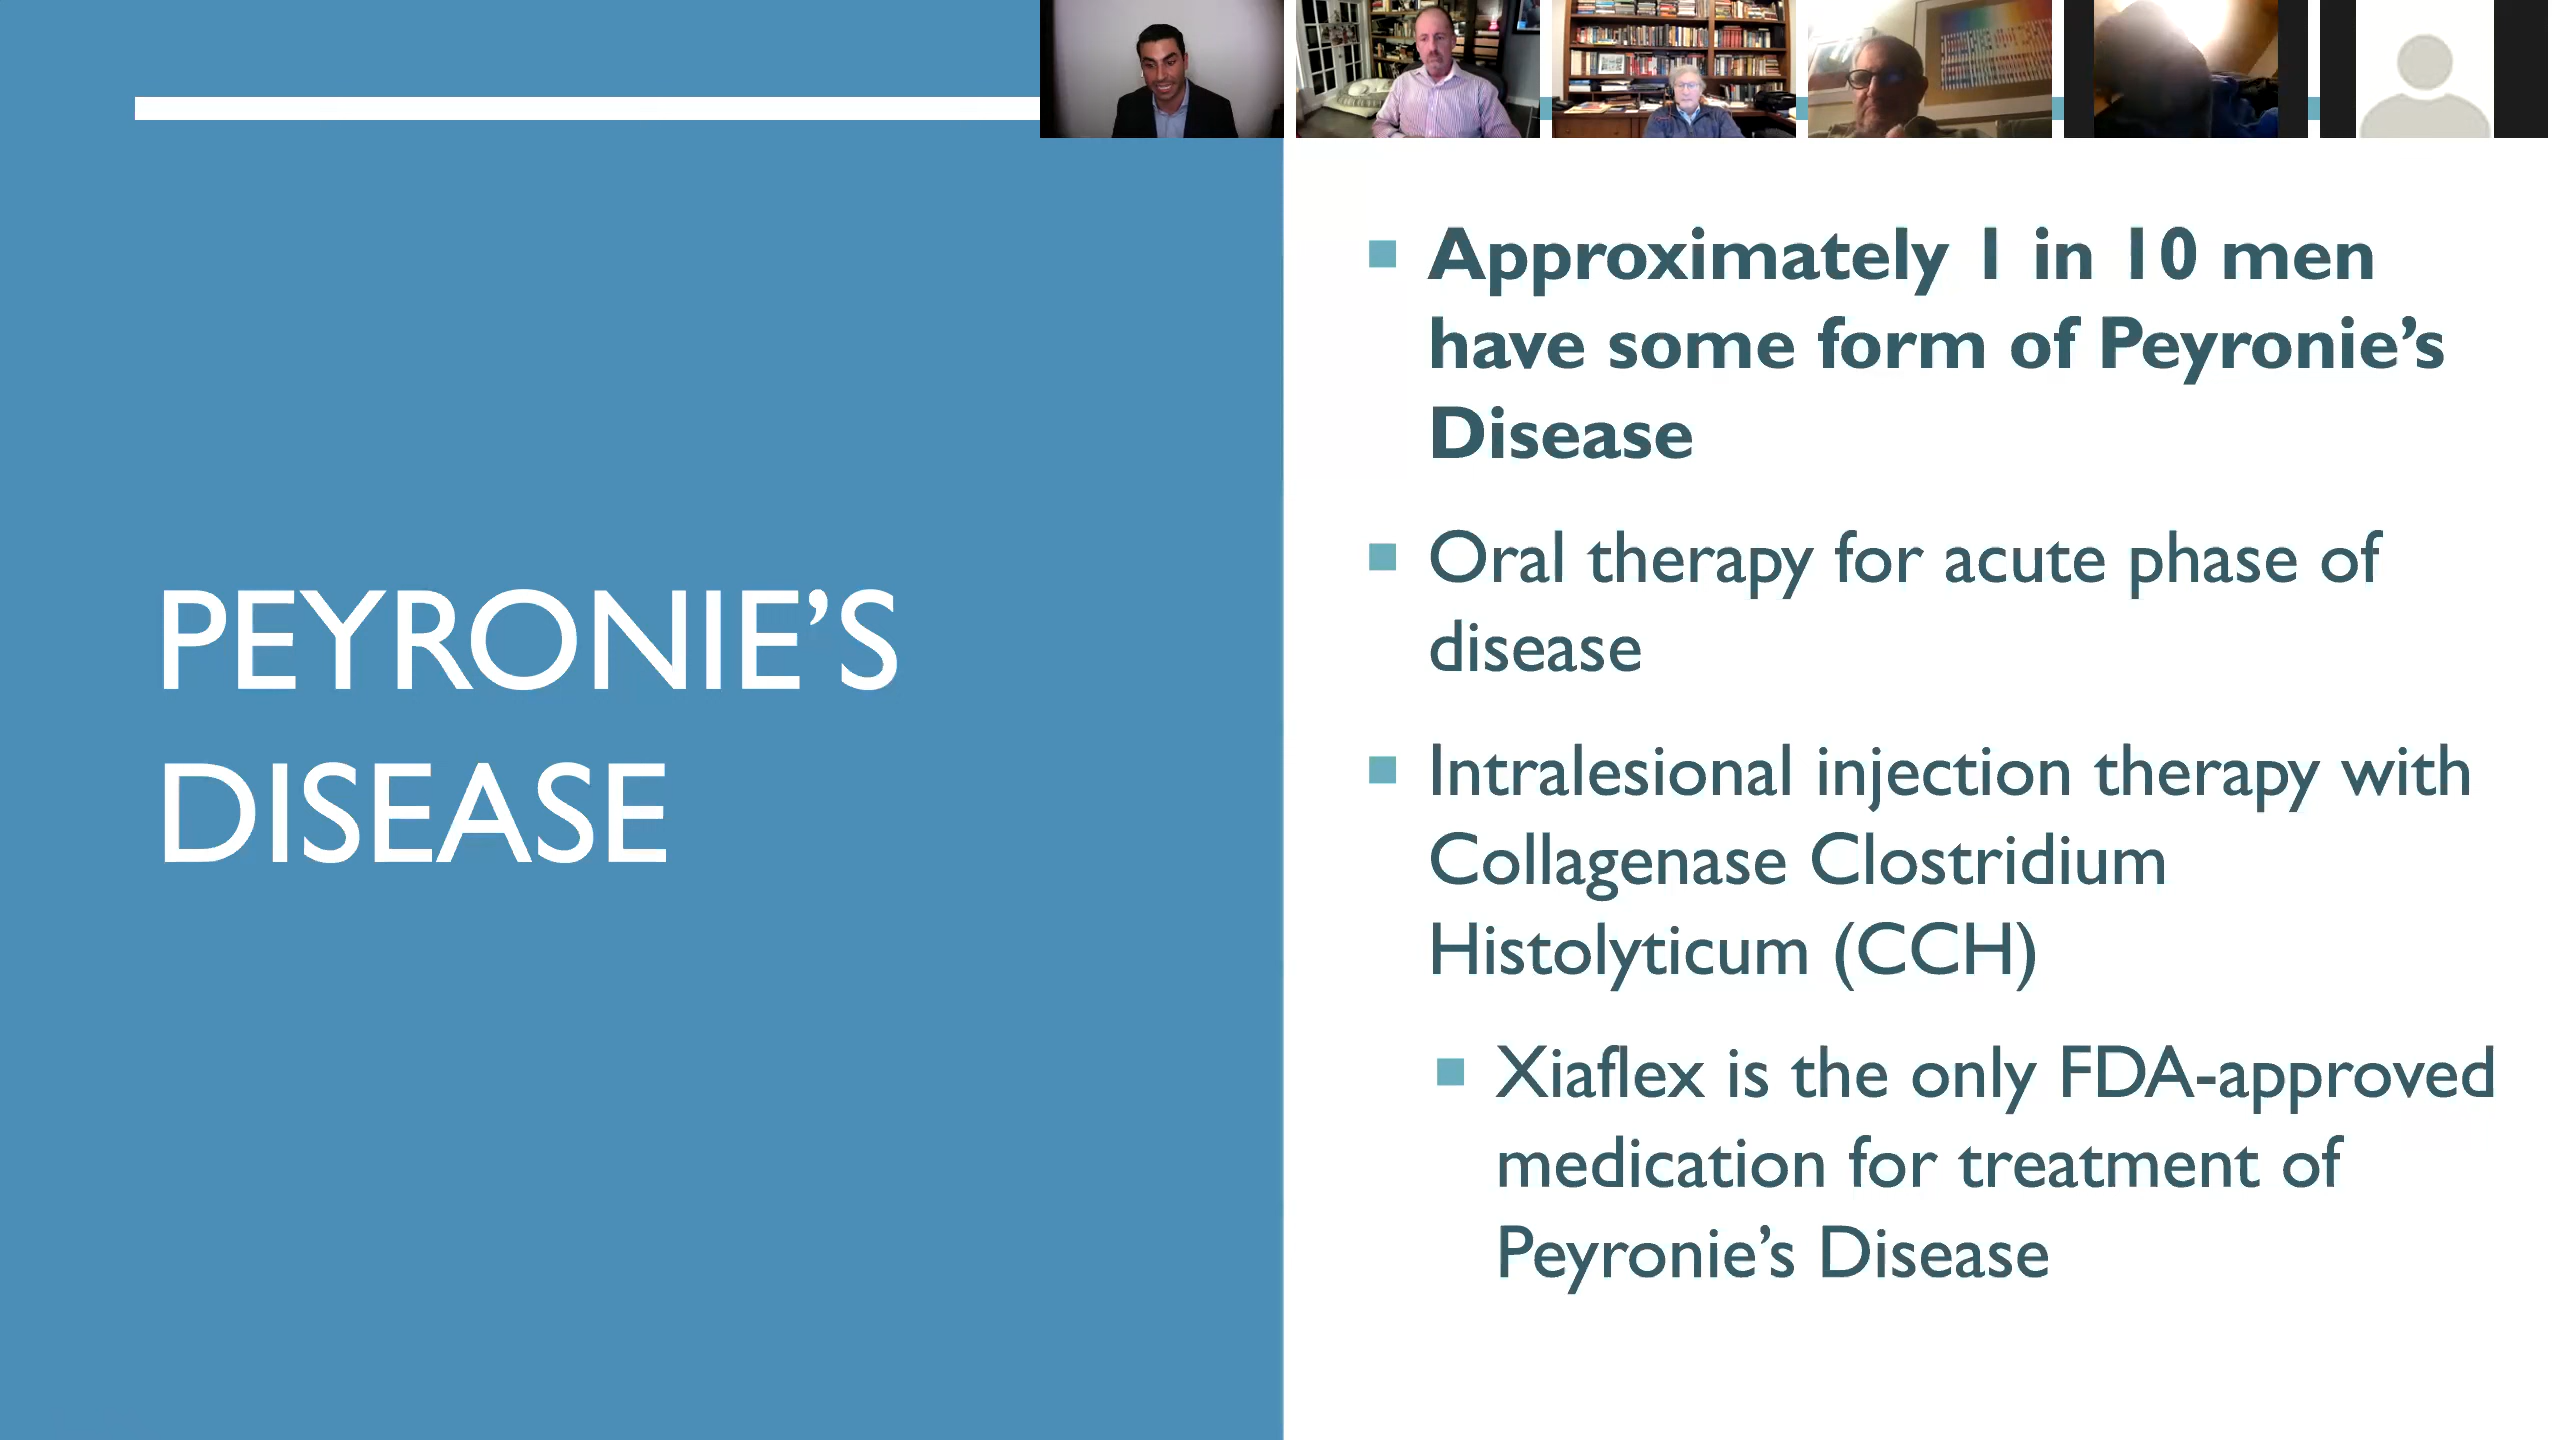 PEYRONIE’S
DISEASE
Approximately 1 in 10 men
have some form of Peyronie’s
Disease
Oral therapy for acute phase of
disease
Intralesional injection therapy with
Collagenase Clostridium
Histolyticum (CCH)
Xiaflex is the only FDA-approved
medication for treatment of
Peyronie’s Disease